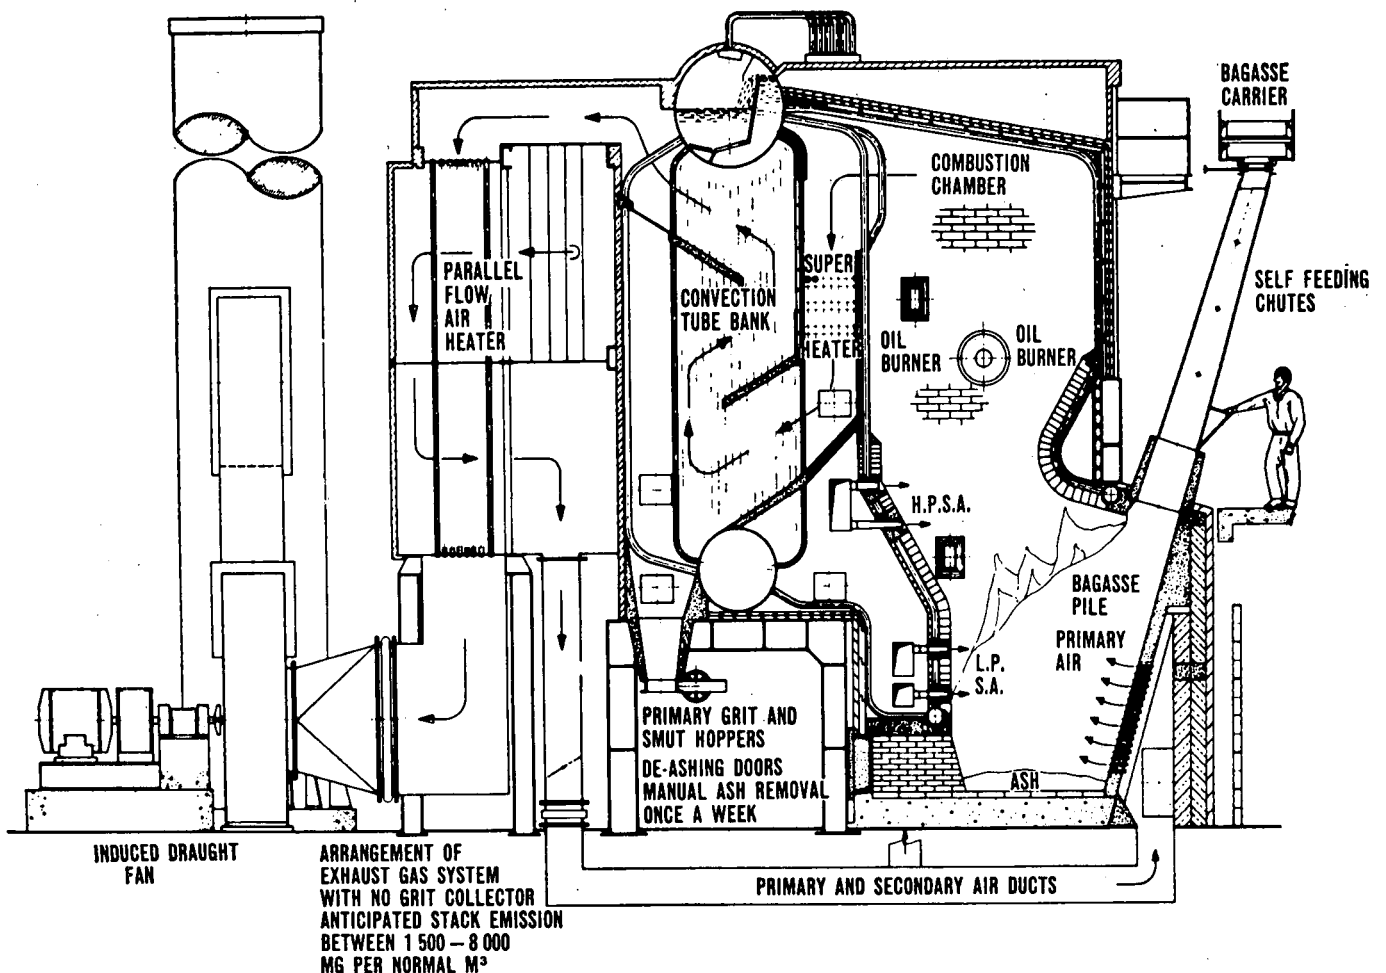 BAGASSE
CARRIER
COMBUSTION
CHAMBER
SELF FEEDING
CHUTES
PARALLEL
FLOW
AIR
HEATER
SUPER
HEATER
CONVECTION
TUBE BANK
OIL
BURNER
OIL
BURNER
H.P.S.A.
BAGASSE
PILE
PRIMARY
AIR
L.P.
S.A.
PRIMARY GRIT AND
SMUT HOPPERS
DE-ASHING DOORS
MANUAL ASH REMOVAL
ONCE A WEEK
ASH
INDUCED DRAUGHT
FAN
ARRANGEMENT OF
EXHAUST GAS SYSTEM
WITH NO GRIT COLLECTOR
ANTICIPATED STACK EMISSION
BETWEEN 1 500 – 8 000
MG PER NORMAL M³
PRIMARY AND SECONDARY AIR DUCTS